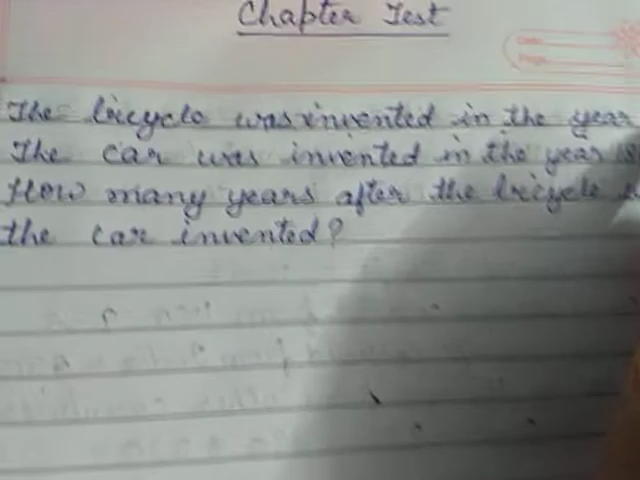 Chapter Test
The bicycle was invented in the year
The car was invented in the year
How many years after the bicycle
the car invented?